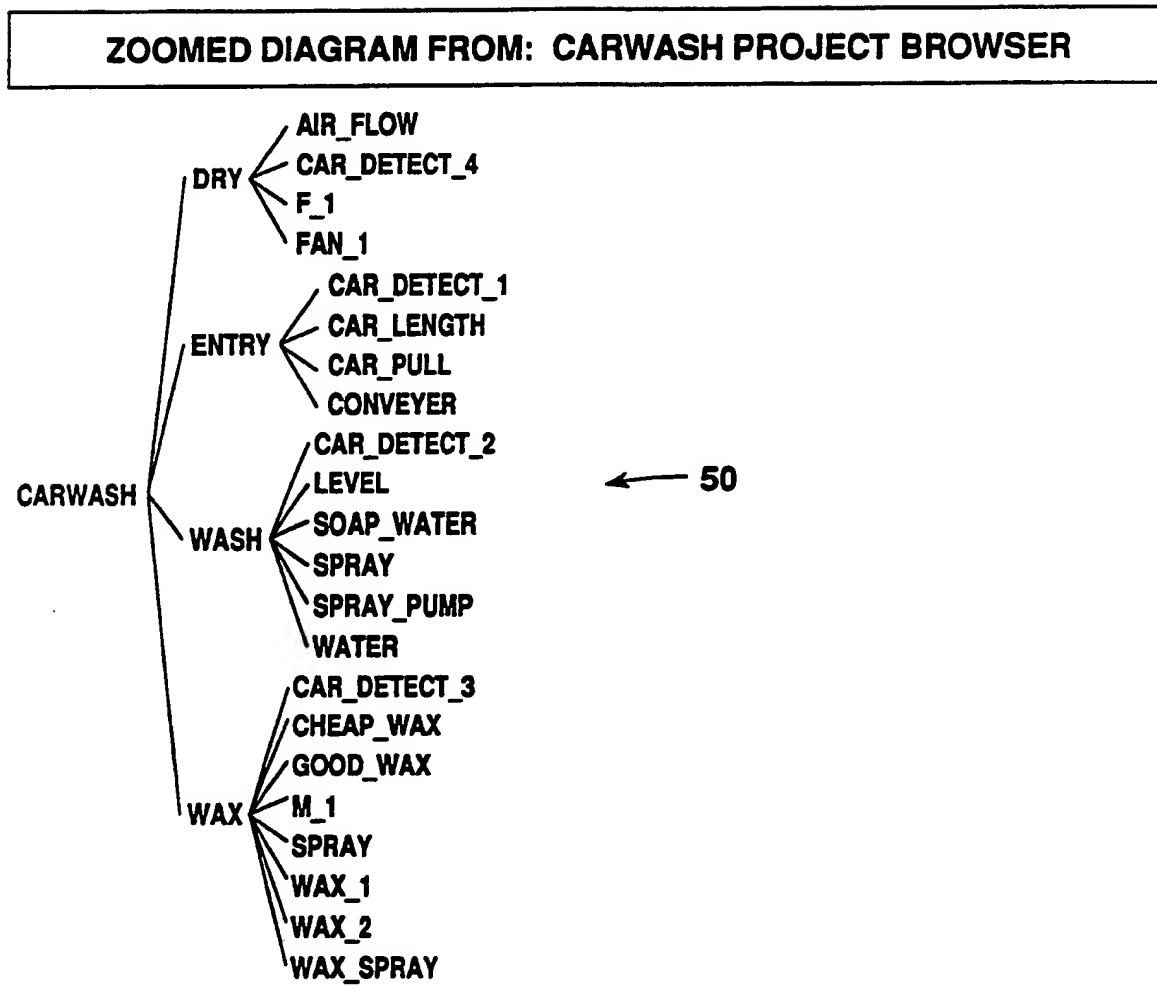 ZOOMED DIAGRAM FROM: CARWASH PROJECT BROWSER
AIR_FLOW
DRY
CAR_DETECT_4
F_1
FAN_1
CAR_DETECT_1
ENTRY
CAR_LENGTH
CAR_PULL
CONVEYER
CAR_DETECT_2
CARWASH
LEVEL
50
WASH
SOAP_WATER
SPRAY
SPRAY_PUMP
WATER
CAR_DETECT_3
CHEAP_WAX
GOOD_WAX
WAX
M_1
SPRAY
WAX_1
WAX_2
WAX_SPRAY